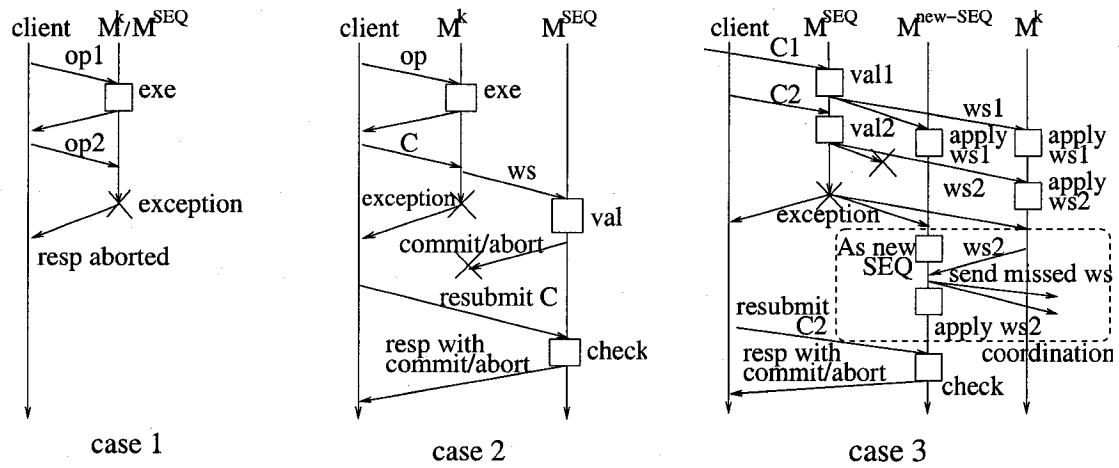 client M^k/M^SEQ
op1
exe
op2
exception
resp aborted
case 1
client M^k M^SEQ
op
exe
C
ws
exception
val
commit/abort
resubmit C
resp with
commit/abort
check
case 2
client M^SEQ M^new-SEQ M^k
C1
val1
C2
ws1
val2
apply
ws1
apply
ws1
ws2
apply
ws2
exception
As new
SEQ
ws2
send missed ws
resubmit
C2
apply ws2
resp with
commit/abort
coordination
check
case 3